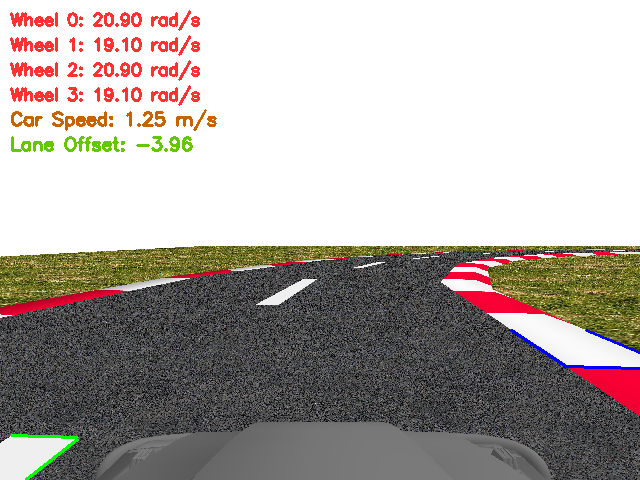 Wheel 0: 20.90 rad/s
Wheel 1: 19.10 rad/s
Wheel 2: 20.90 rad/s
Wheel 3: 19.10 rad/s
Car Speed: 1.25 m/s
Lane Offset: -3.96